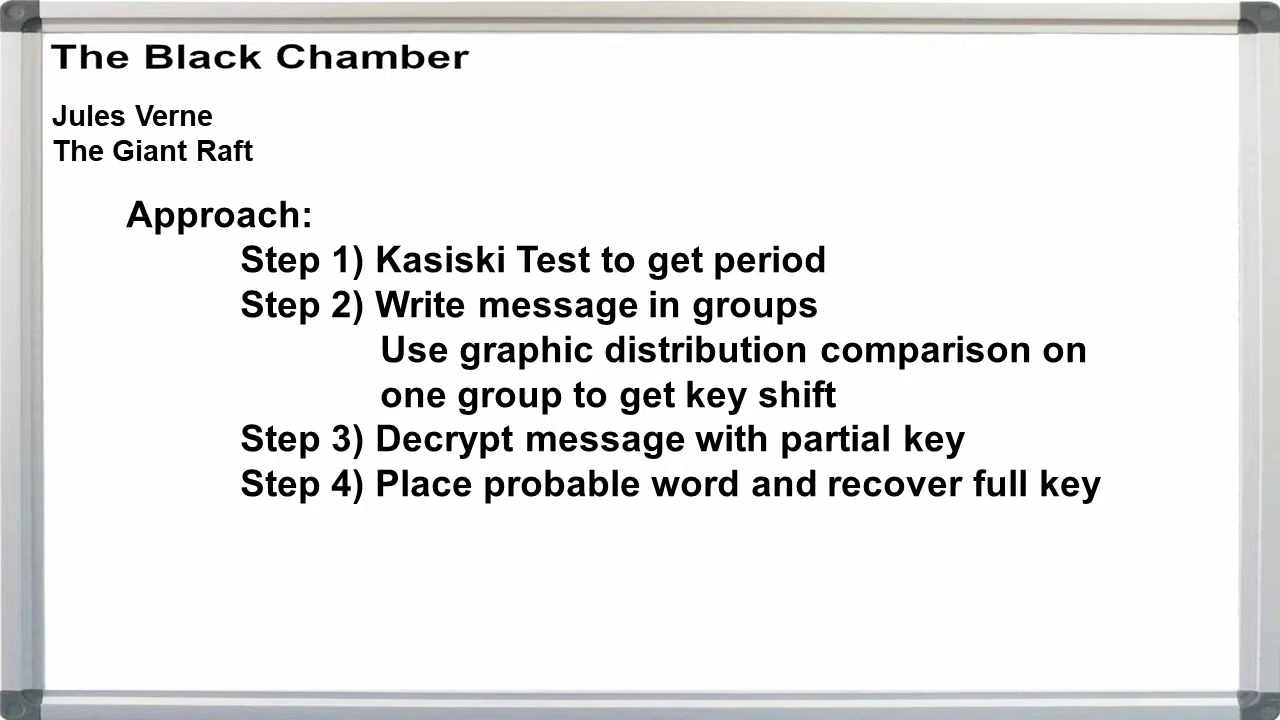 The Black Chamber
Jules Verne
The Giant Raft
Approach:
Step 1) Kasiski Test to get period
Step 2) Write message in groups
Use graphic distribution comparison on
one group to get key shift
Step 3) Decrypt message with partial key
Step 4) Place probable word and recover full key